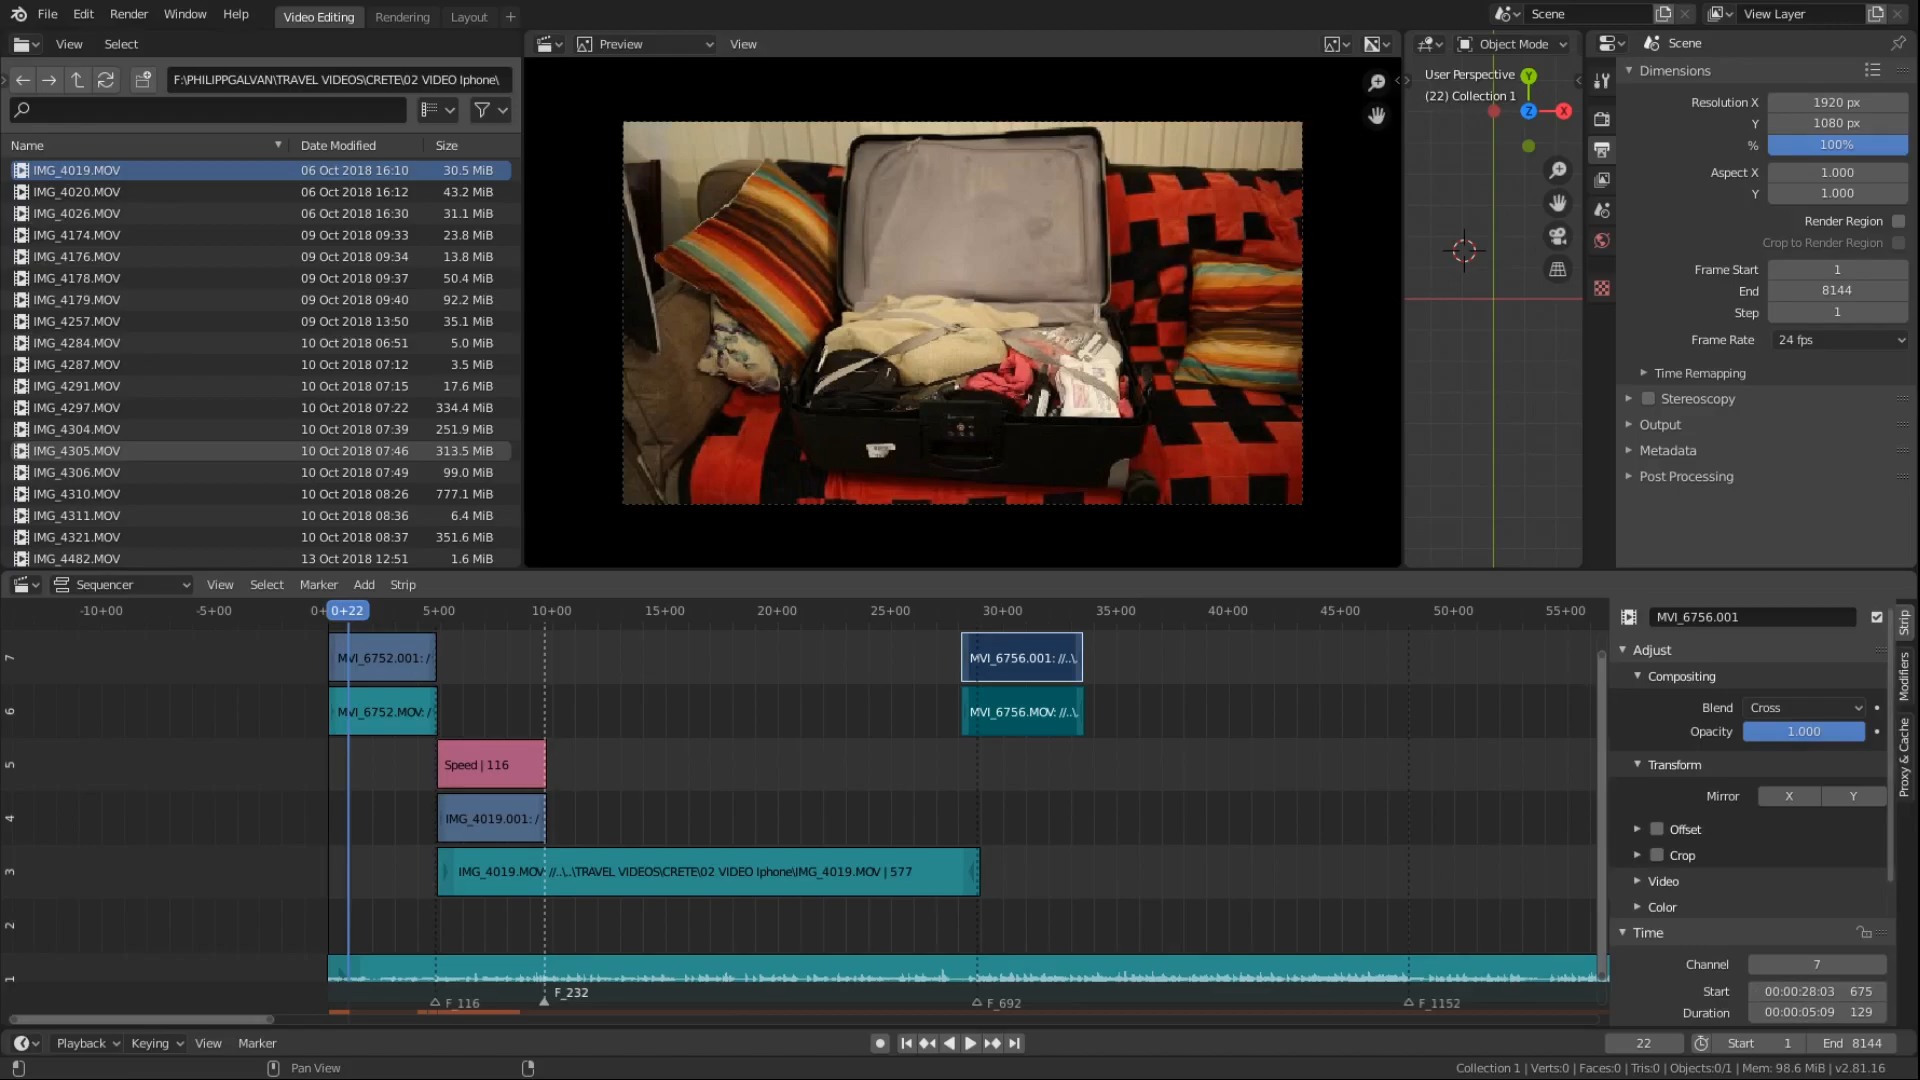 File Edit Render Window Help Video Editing Rendering Layout + Scene View Layer
View Select Preview View Object Mode Scene
F:\PHILIPPGALVAN\TRAVEL VIDEOS\CRETE\02 VIDEO Iphone\
Name Date Modified Size
IMG_4019.MOV 06 Oct 2018 16:10 30.5 MiB
IMG_4020.MOV 06 Oct 2018 16:12 43.2 MiB
IMG_4026.MOV 06 Oct 2018 16:30 31.1 MiB
IMG_4174.MOV 09 Oct 2018 09:33 23.8 MiB
IMG_4176.MOV 09 Oct 2018 09:34 13.8 MiB
IMG_4178.MOV 09 Oct 2018 09:37 50.4 MiB
IMG_4179.MOV 09 Oct 2018 09:40 92.2 MiB
IMG_4257.MOV 09 Oct 2018 13:50 35.1 MiB
IMG_4284.MOV 10 Oct 2018 06:51 5.0 MiB
IMG_4287.MOV 10 Oct 2018 07:12 3.5 MiB
IMG_4291.MOV 10 Oct 2018 07:15 17.6 MiB
IMG_4297.MOV 10 Oct 2018 07:22 334.4 MiB
IMG_4304.MOV 10 Oct 2018 07:39 251.9 MiB
IMG_4305.MOV 10 Oct 2018 07:46 313.5 MiB
IMG_4306.MOV 10 Oct 2018 07:49 99.0 MiB
IMG_4310.MOV 10 Oct 2018 08:26 777.1 MiB
IMG_4311.MOV 10 Oct 2018 08:36 6.4 MiB
IMG_4321.MOV 10 Oct 2018 08:37 351.6 MiB
IMG_4482.MOV 13 Oct 2018 12:51 1.6 MiB
User Perspective
(22) Collection 1
Y
Z X
Dimensions
Resolution X 1920 px
Y 1080 px
% 100%
Aspect X 1.000
Y 1.000
Render Region
Crop to Render Region
Frame Start 1
End 8144
Step 1
Frame Rate 24 fps
Time Remapping
Stereoscopy
Output
Metadata
Post Processing
Sequencer View Select Marker Add Strip
-10+00 -5+00 0+ 0+22 5+00 10+00 15+00 20+00 25+00 30+00 35+00 40+00 45+00 50+00 55+00
7 MVI_6752.001: / MVI_6756.001: //..\.
6 MVI_6752.MOV: / MVI_6756.MOV: //..\.
5 Speed | 116
4 IMG_4019.001: /
3 IMG_4019.MOV: //..\..\TRAVEL VIDEOS\CRETE\02 VIDEO Iphone\IMG_4019.MOV | 577
2
1
F_116 F_232 F_692 F_1152
MVI_6756.001
Adjust
Compositing
Blend Cross
Opacity 1.000
Transform
Mirror X Y
Offset
Crop
Video
Color
Time
Channel 7
Start 00:00:28:03 675
Duration 00:00:05:09 129
Strip
Modifiers
Proxy & Cache
Playback Keying View Marker 22 Start 1 End 8144
Pan View Collection 1 | Verts:0 | Faces:0 | Tris:0 | Objects:0/1 | Mem: 98.6 MiB | v2.81.16